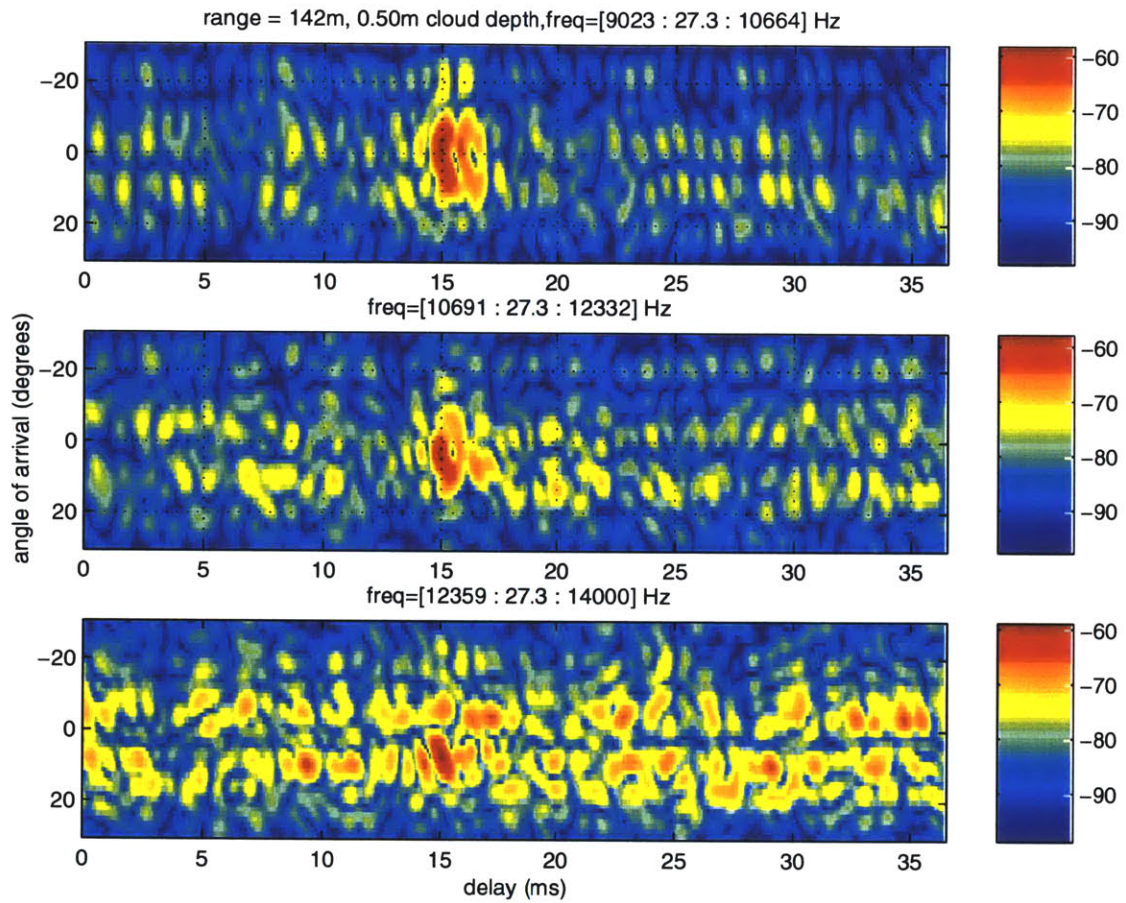 range = 142m, 0.50m cloud depth,freq=[9023 : 27.3 : 10664] Hz
−20
0
20
0 5 10 15 20 25 30 35
−60
−70
−80
−90
freq=[10691 : 27.3 : 12332] Hz
angle of arrival (degrees)
−20
0
20
0 5 10 15 20 25 30 35
−60
−70
−80
−90
freq=[12359 : 27.3 : 14000] Hz
−20
0
20
0 5 10 15 20 25 30 35
delay (ms)
−60
−70
−80
−90